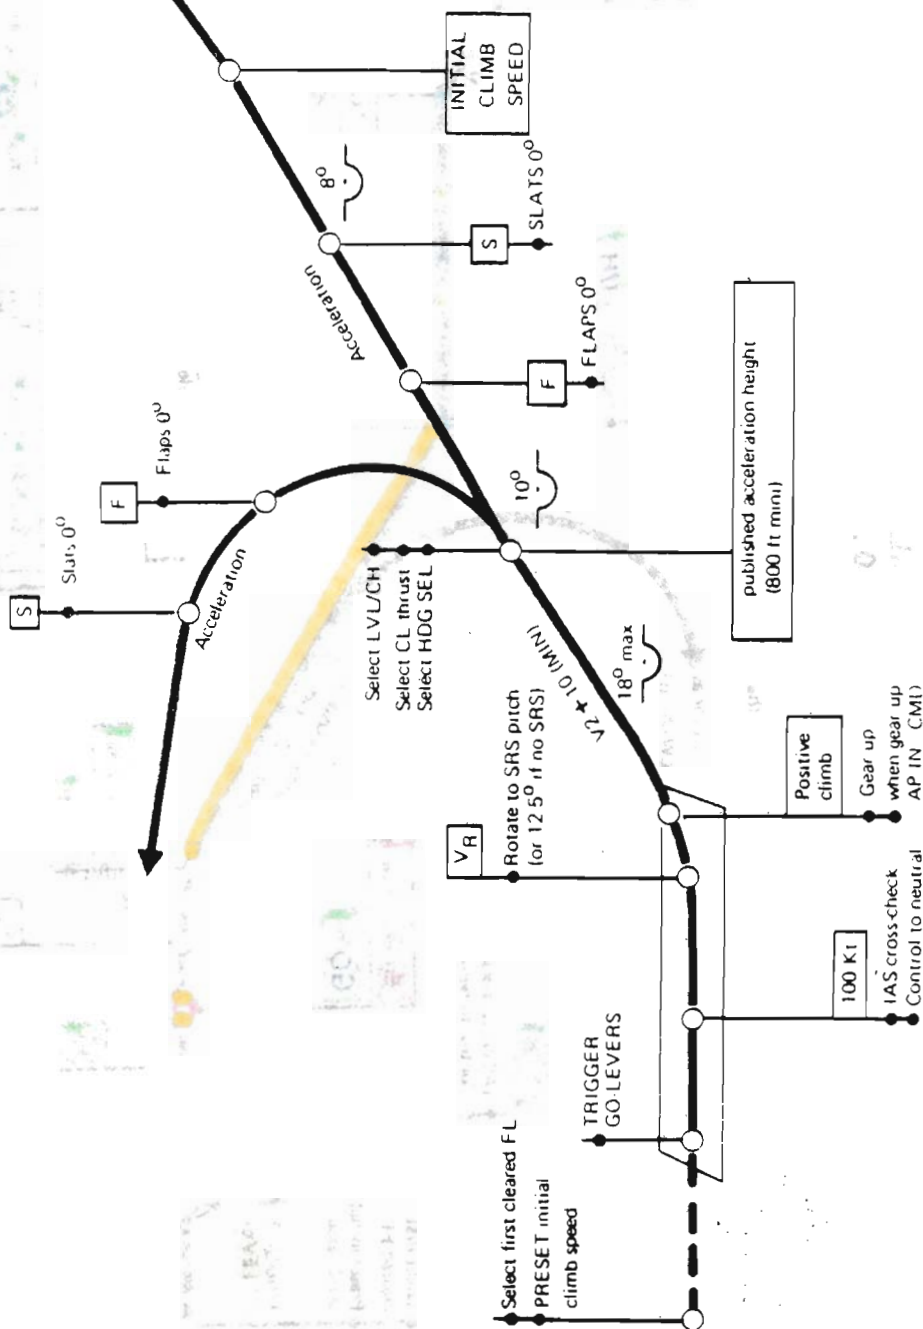 Select first cleared FL
PRESET initial
climb speed
TRIGGER
GO-LEVERS
100 Kt
IAS cross-check
Control to neutral
VR
Rotate to SRS pitch
(or 12 5° if no SRS)
Positive
climb
Gear up
when gear up
AP IN CMD
V2 + 10 (MIN)
18° max
Select LVL/CH
Select CL thrust
Select HDG SEL
10°
published acceleration height
(800 ft mini)
F
FLAPS 0°
Acceleration
S
SLATS 0°
8°
INITIAL
CLIMB
SPEED
F
Flaps 0°
Acceleration
S
Slats 0°